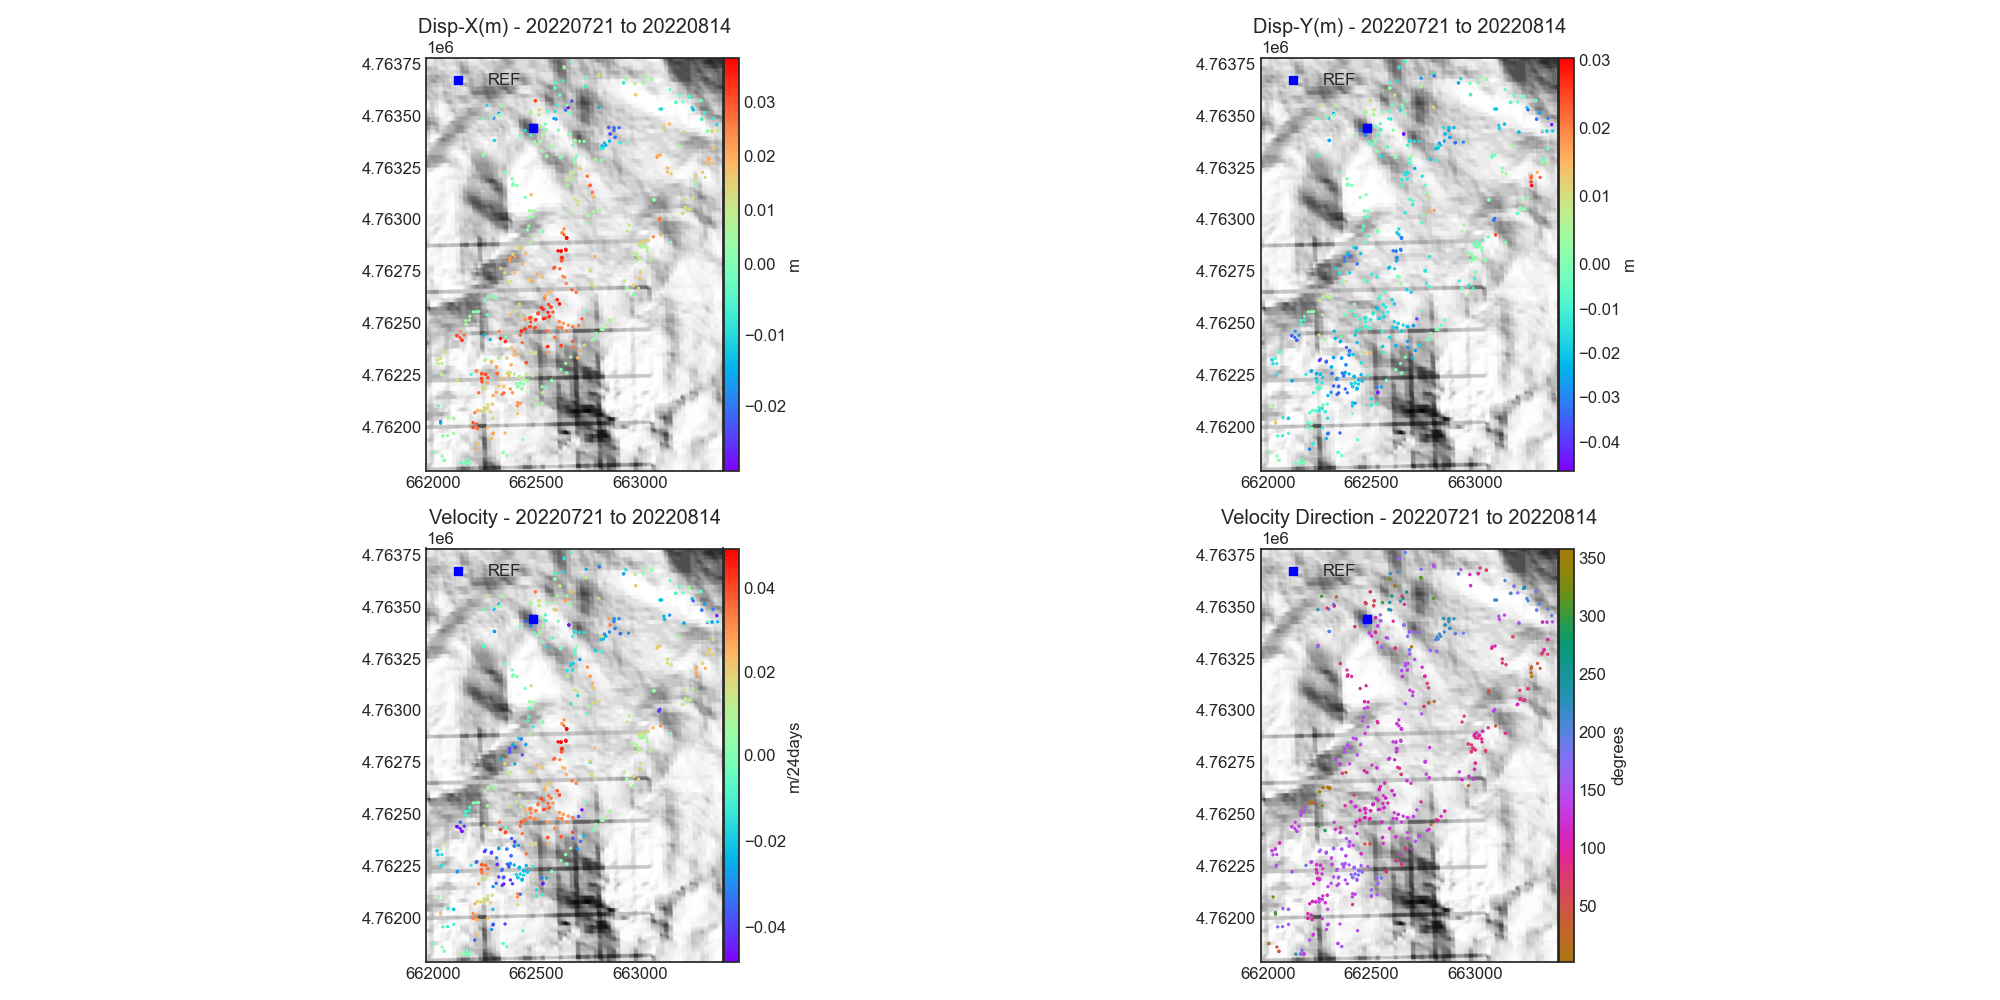 Disp-X(m) - 20220721 to 20220814
1e6
REF
4.76375
4.76350
4.76325
4.76300
4.76275
4.76250
4.76225
4.76200
662000 662500 663000
0.03
0.02
0.01
0.00
−0.01
−0.02
m
Disp-Y(m) - 20220721 to 20220814
1e6
REF
4.76375
4.76350
4.76325
4.76300
4.76275
4.76250
4.76225
4.76200
662000 662500 663000
0.03
0.02
0.01
0.00
−0.01
−0.02
−0.03
−0.04
m
Velocity - 20220721 to 20220814
1e6
REF
4.76375
4.76350
4.76325
4.76300
4.76275
4.76250
4.76225
4.76200
662000 662500 663000
0.04
0.02
0.00
−0.02
−0.04
m/24days
Velocity Direction - 20220721 to 20220814
1e6
REF
4.76375
4.76350
4.76325
4.76300
4.76275
4.76250
4.76225
4.76200
662000 662500 663000
350
300
250
200
150
100
50
degrees